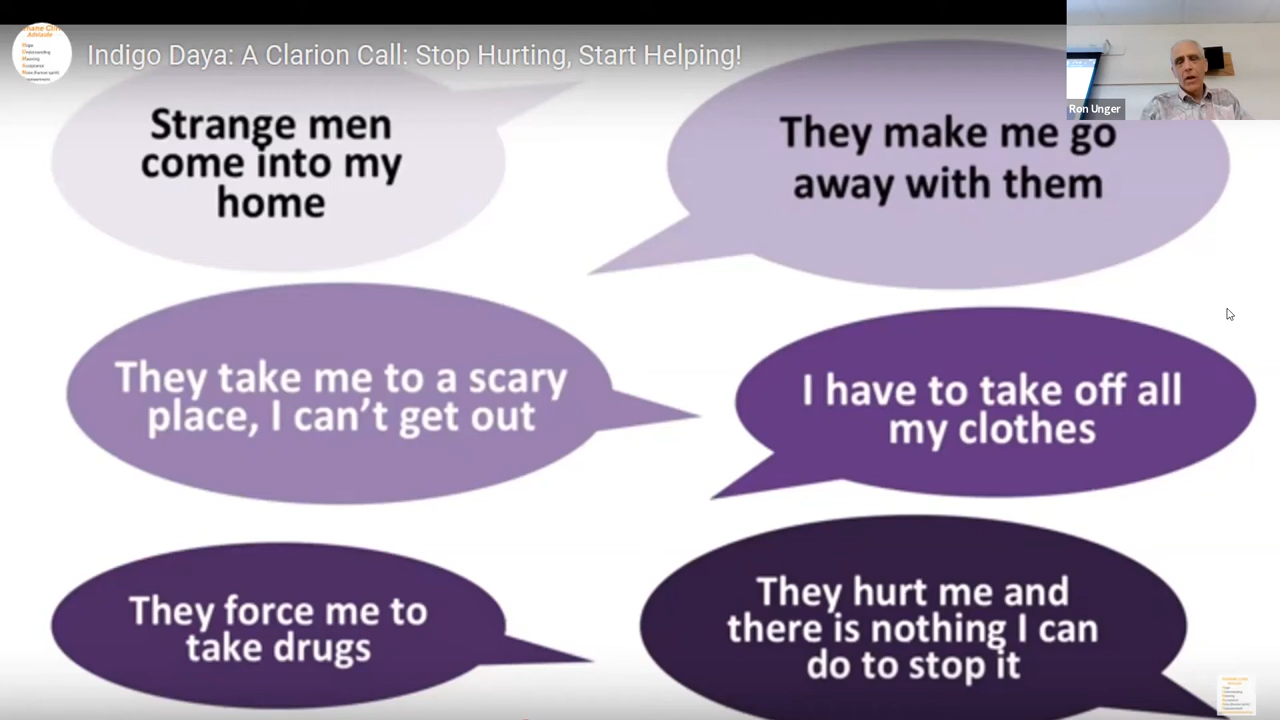 Humane Clinic
Adelaide
Indigo Daya: A Clarion Call: Stop Hurting, Start Helping!
Ron Unger
Strange men
come into my
home
They make me go
away with them
They take me to a scary
place, I can't get out
I have to take off all
my clothes
They force me to
take drugs
They hurt me and
there is nothing I can
do to stop it